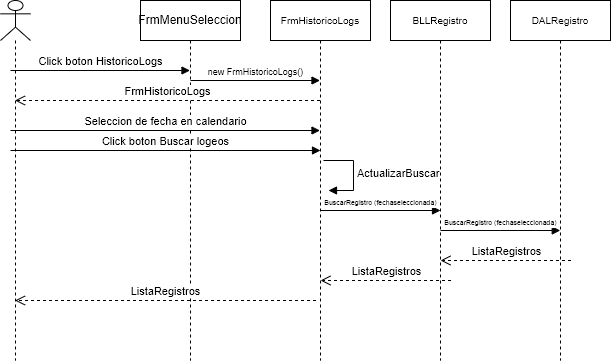 FrmMenuSeleccion
FrmHistoricoLogs
BLLRegistro
DALRegistro
Click boton HistoricoLogs
new FrmHistoricoLogs()
FrmHistoricoLogs
Seleccion de fecha en calendario
Click boton Buscar logeos
ActualizarBuscar
BuscarRegistro (fechaseleccionada)
BuscarRegistro (fechaseleccionada)
ListaRegistros
ListaRegistros
ListaRegistros